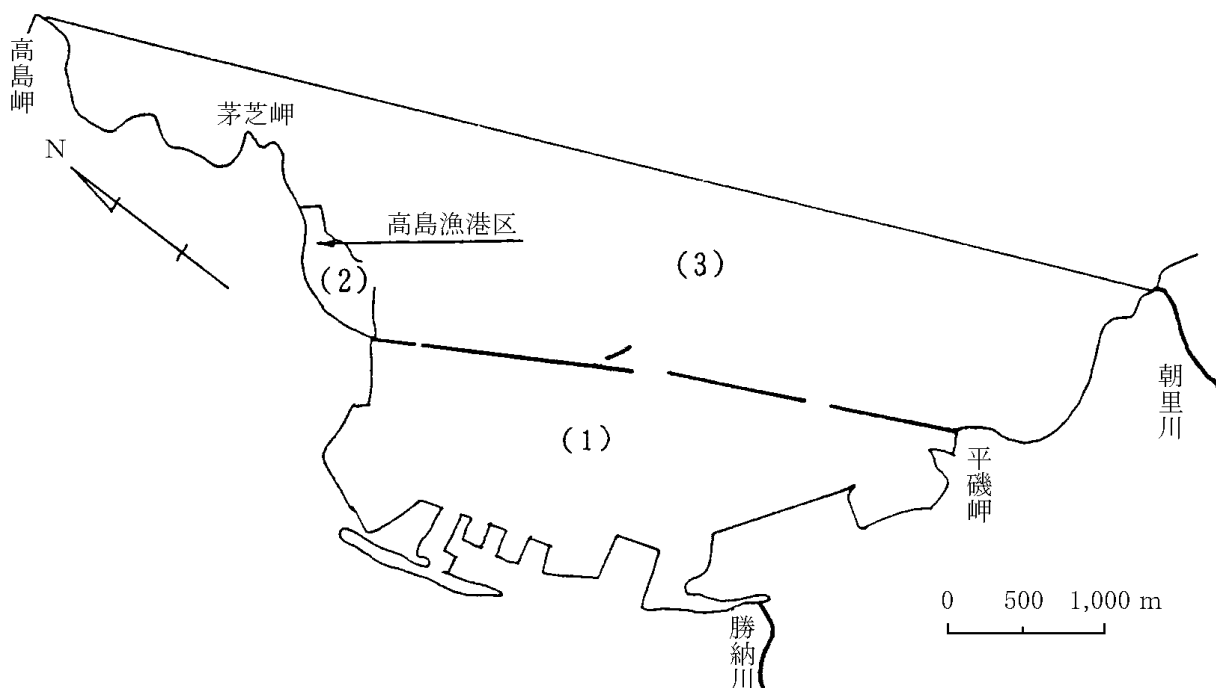 高島岬
茅芝岬
N
高島漁港区
(3)
(2)
朝里川
(1)
平磯岬
0 500 1,000 m
勝納川